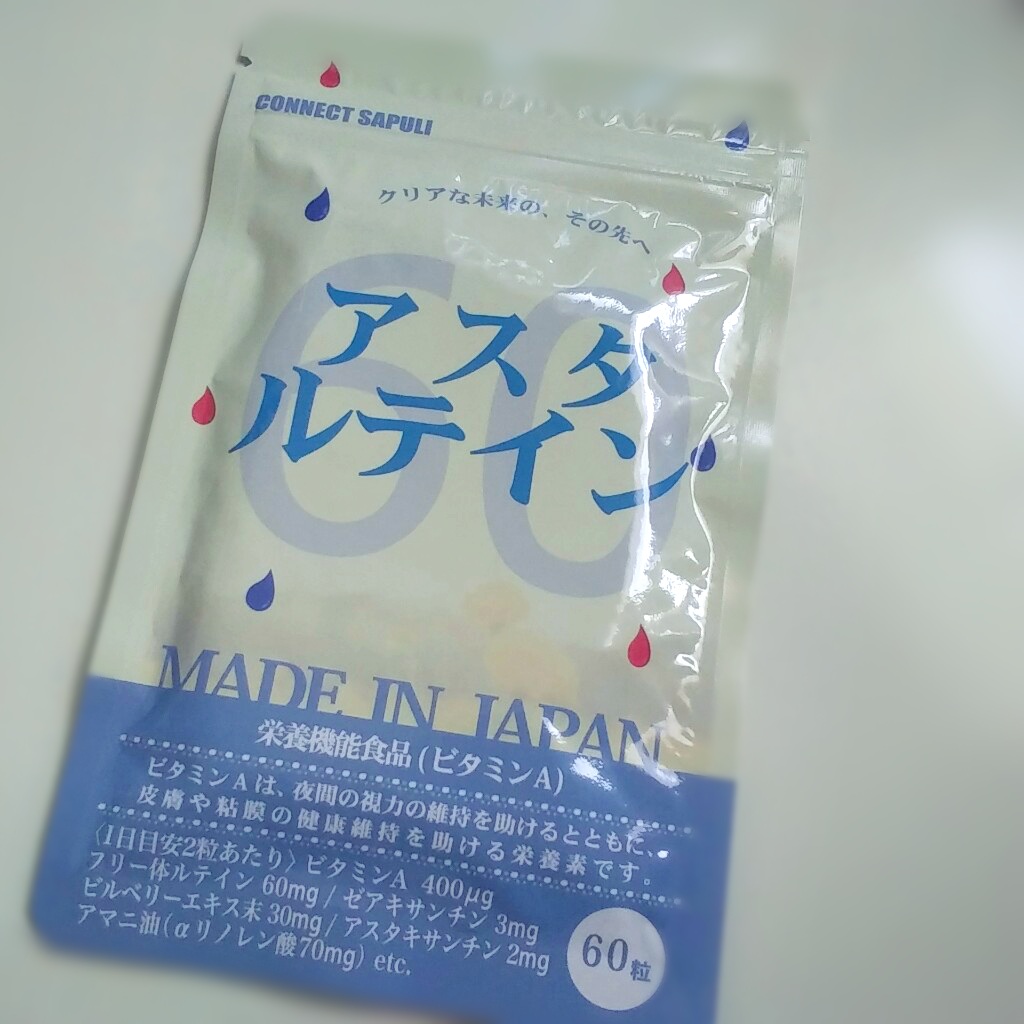 CONNECT SAPULI
クリアな未来の、その先へ
60
アスタ
ルテイン
MADE IN JAPAN
栄養機能食品(ビタミンA)
ビタミンAは、夜間の視力の維持を助けるとともに、
皮膚や粘膜の健康維持を助ける栄養素です。
〈1日目安2粒あたり〉ビタミンA 400μg
フリー体ルテイン 60mg / ゼアキサンチン 3mg
ビルベリーエキス末 30mg / アスタキサンチン 2mg
アマニ油(αリノレン酸70mg) etc.
60粒